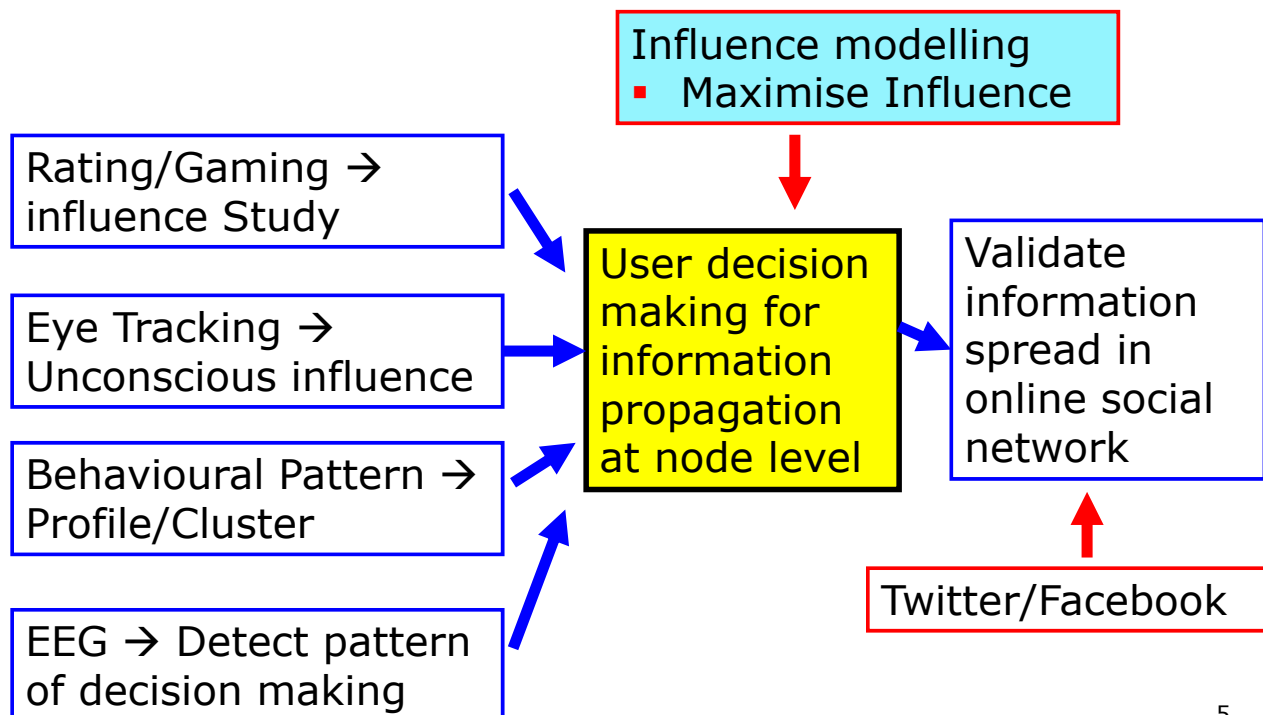 Influence modelling
▪ Maximise Influence
Rating/Gaming →
influence Study
Eye Tracking →
Unconscious influence
Behavioural Pattern →
Profile/Cluster
EEG → Detect pattern
of decision making
User decision
making for
information
propagation
at node level
Validate
information
spread in
online social
network
Twitter/Facebook
5